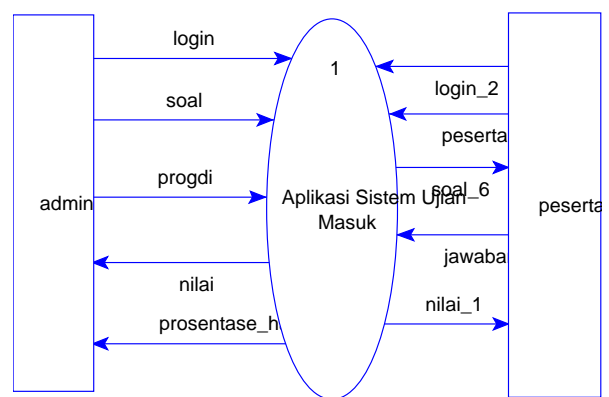 login
1
login_2
soal
peserta
progdi
soal_6
admin
Aplikasi Sistem Ujian
Masuk
peserta
jawaba
nilai
nilai_1
prosentase_h